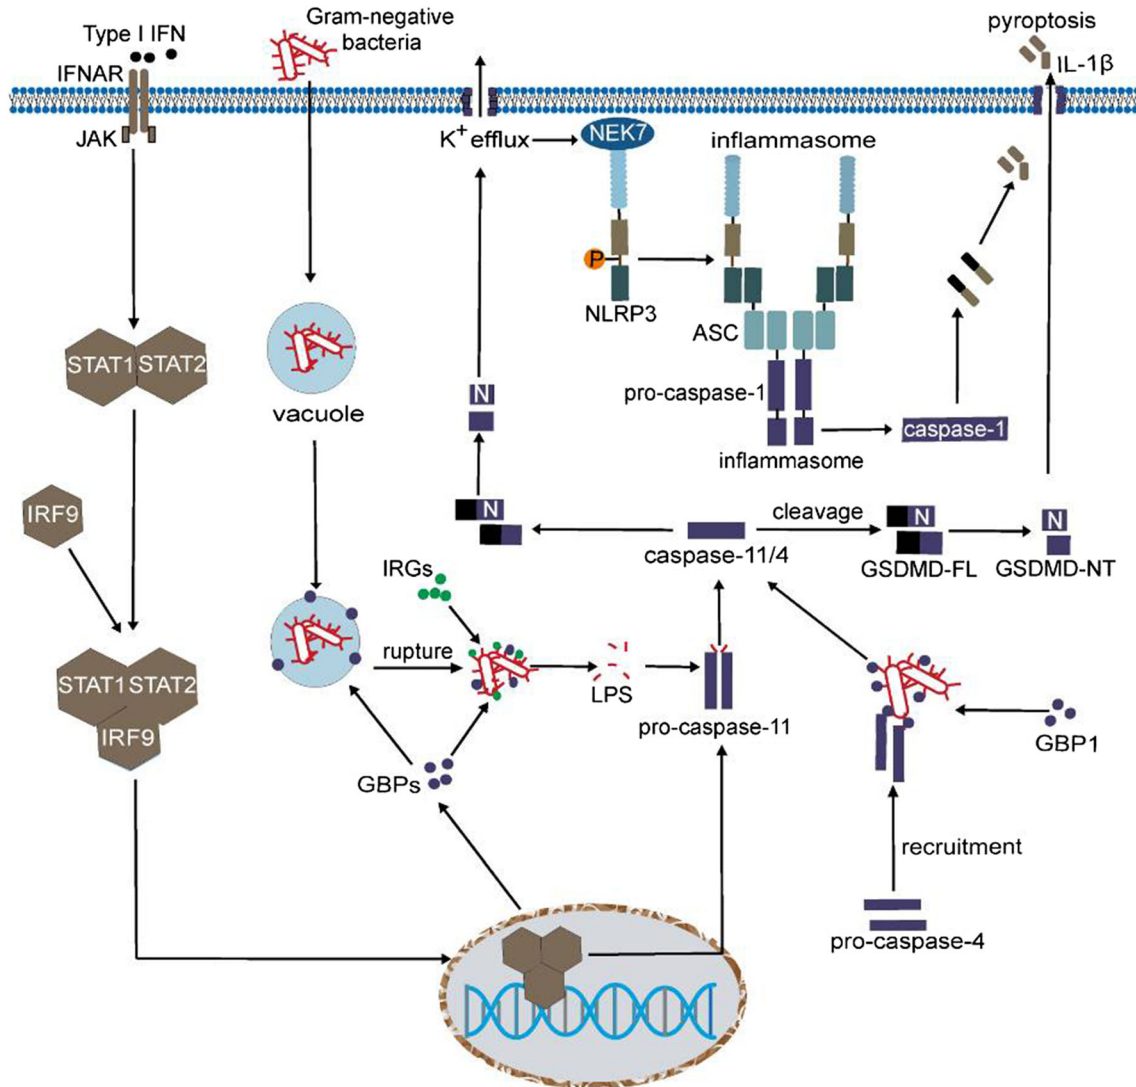 Type I IFN
IFNAR
JAK
Gram-negative
bacteria
K+ efflux
NEK7
inflammasome
pyroptosis
IL-1β
P
NLRP3
ASC
pro-caspase-1
inflammasome
caspase-1
STAT1 STAT2
vacuole
N
IRF9
N
caspase-11/4
cleavage
N
GSDMD-FL
N
GSDMD-NT
IRGs
rupture
LPS
pro-caspase-11
GBPs
STAT1 STAT2
IRF9
GBP1
recruitment
pro-caspase-4